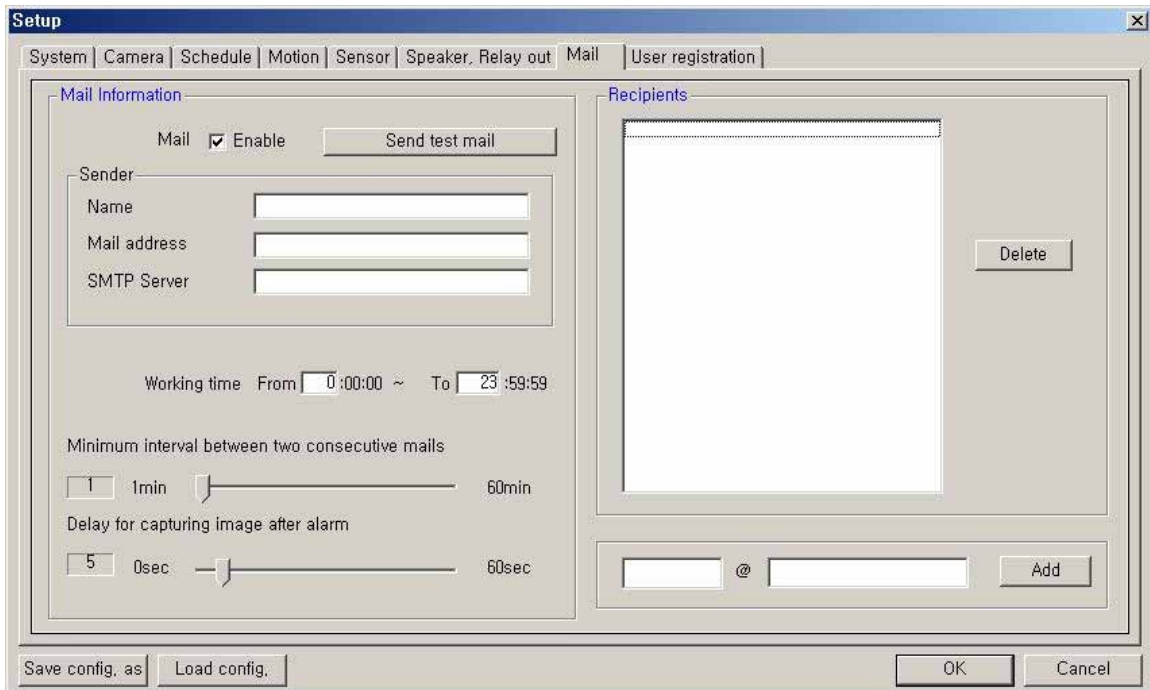 Setup
System Camera Schedule Motion Sensor Speaker, Relay out Mail User registration
Mail Information
Mail Enable Send test mail
Sender
Name
Mail address
SMTP Server
Working time From 0:00:00 ~ To 23:59:59
Minimum interval between two consecutive mails
1 1min 60min
Delay for capturing image after alarm
5 0sec 60sec
Recipients
Delete
@ Add
Save config, as Load config, OK Cancel